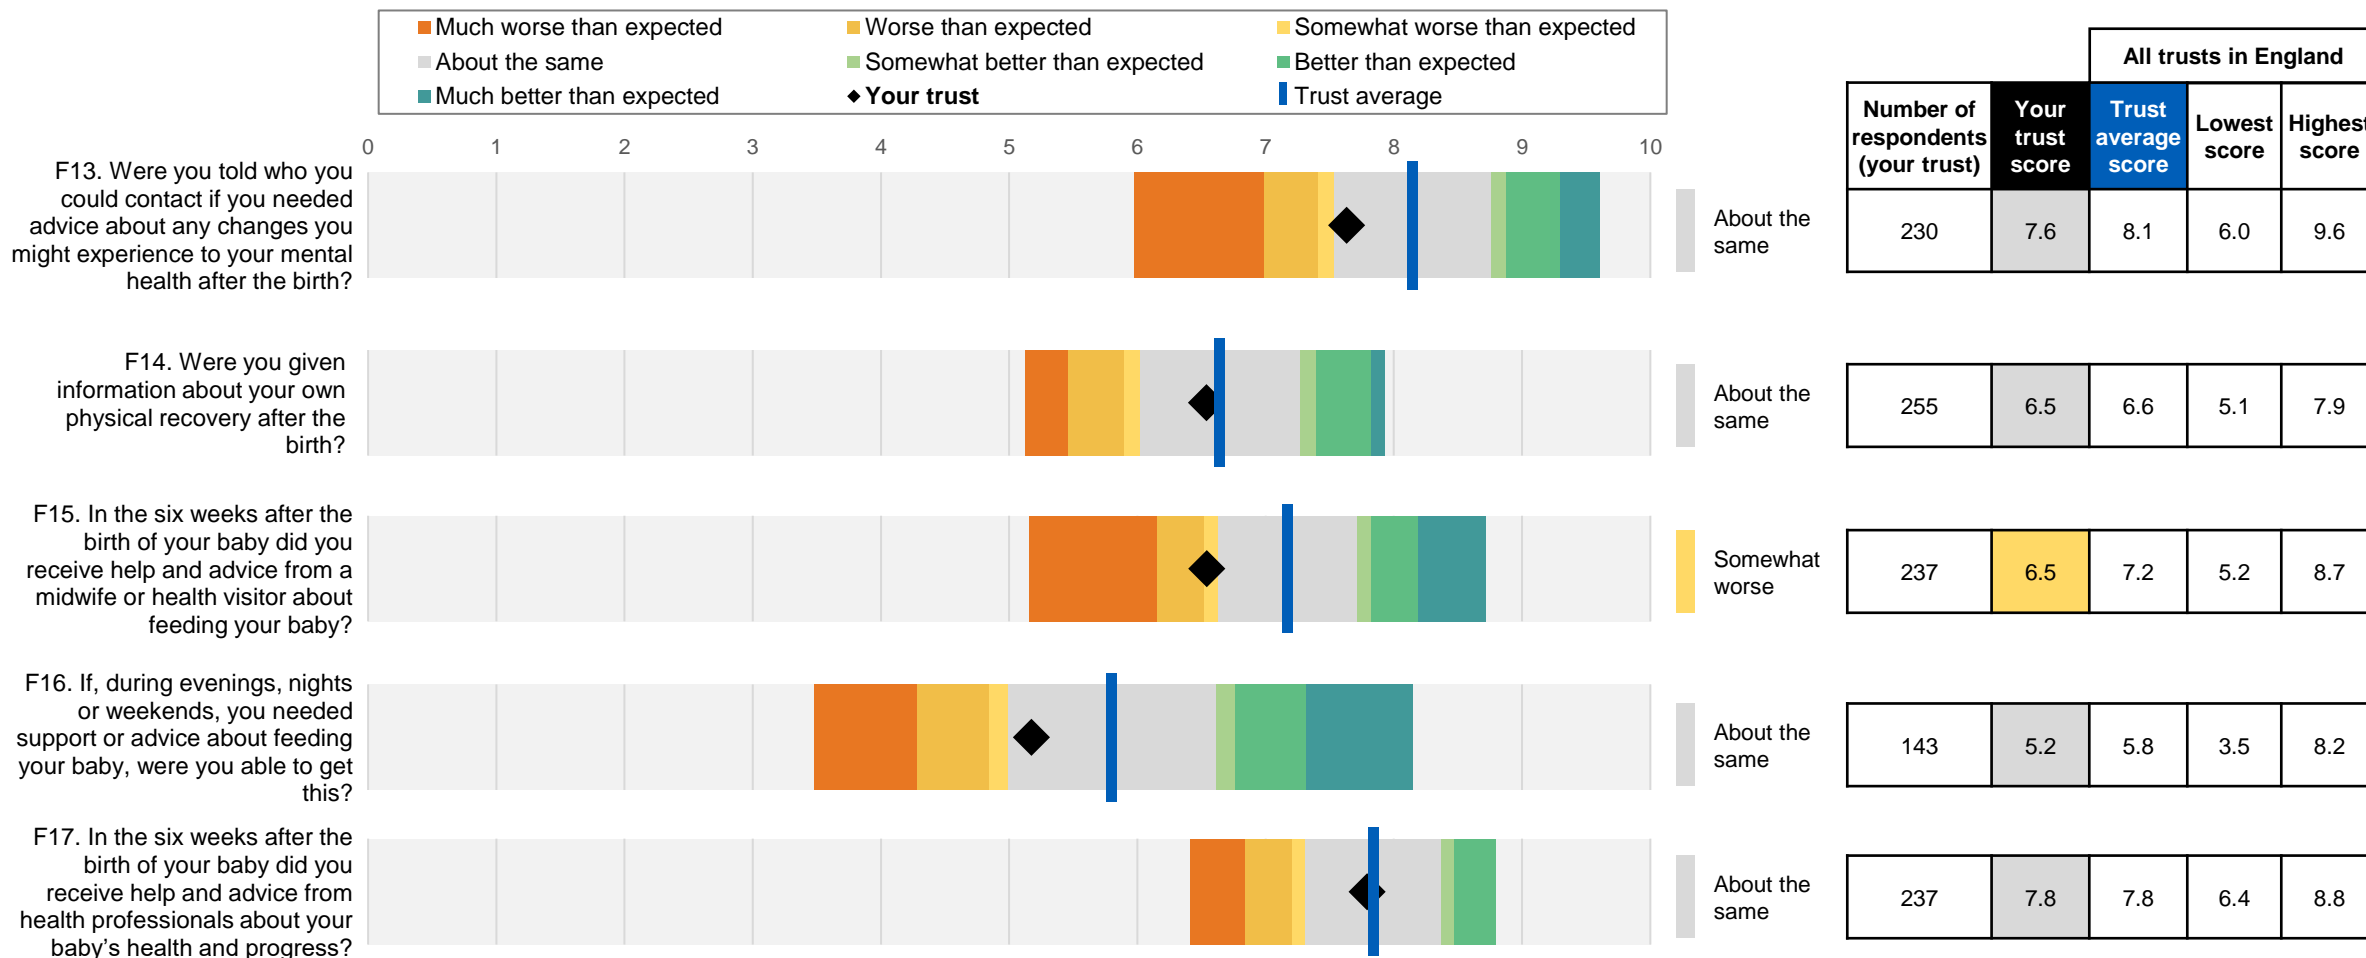 Much worse than expected
Worse than expected
Somewhat worse than expected
About the same
Somewhat better than expected
Better than expected
Much better than expected
Your trust
Trust average
All trusts in England
Number of respondents (your trust)
Your trust score
Trust average score
Lowest score
Highest score
0 1 2 3 4 5 6 7 8 9 10
F13. Were you told who you
could contact if you needed
advice about any changes you
might experience to your mental
health after the birth?
About the
same
230 7.6 8.1 6.0 9.6
F14. Were you given
information about your own
physical recovery after the
birth?
About the
same
255 6.5 6.6 5.1 7.9
F15. In the six weeks after the
birth of your baby did you
receive help and advice from a
midwife or health visitor about
feeding your baby?
Somewhat
worse
237 6.5 7.2 5.2 8.7
F16. If, during evenings, nights
or weekends, you needed
support or advice about feeding
your baby, were you able to get
this?
About the
same
143 5.2 5.8 3.5 8.2
F17. In the six weeks after the
birth of your baby did you
receive help and advice from
health professionals about your
baby’s health and progress?
About the
same
237 7.8 7.8 6.4 8.8